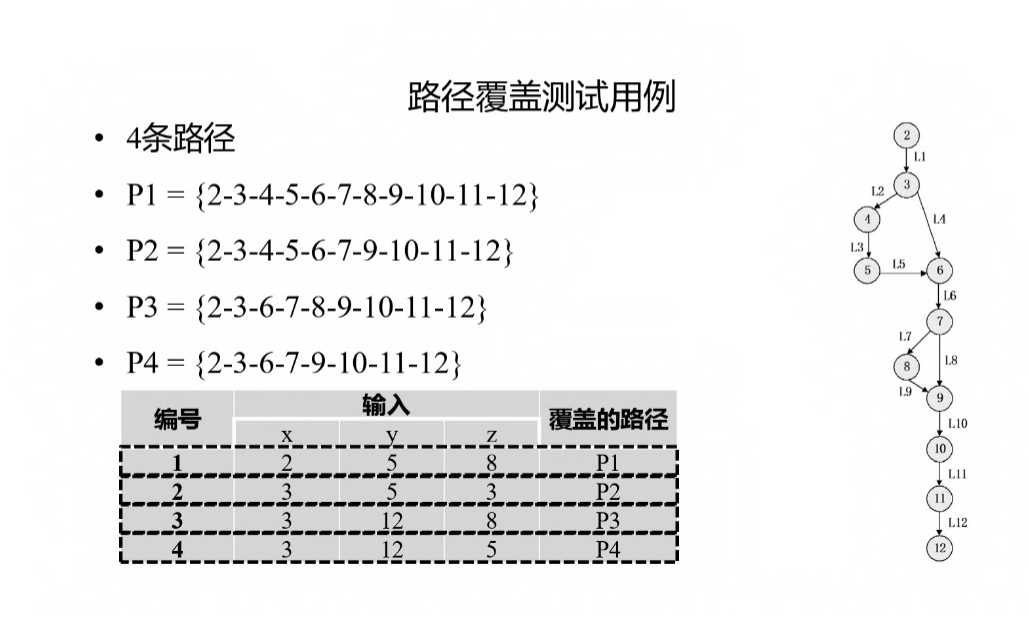 路径覆盖测试用例
• 4条路径
• P1 = {2-3-4-5-6-7-8-9-10-11-12}
• P2 = {2-3-4-5-6-7-9-10-11-12}
• P3 = {2-3-6-7-8-9-10-11-12}
• P4 = {2-3-6-7-9-10-11-12}
编号 输入 覆盖的路径
x y z
1 2 5 8 P1
2 3 5 3 P2
3 3 12 8 P3
4 3 12 5 P4
2
L1
3
L2
4
L4
L3
5
L5
6
L6
7
L7
8
L8
L9
9
L10
10
L11
11
L12
12